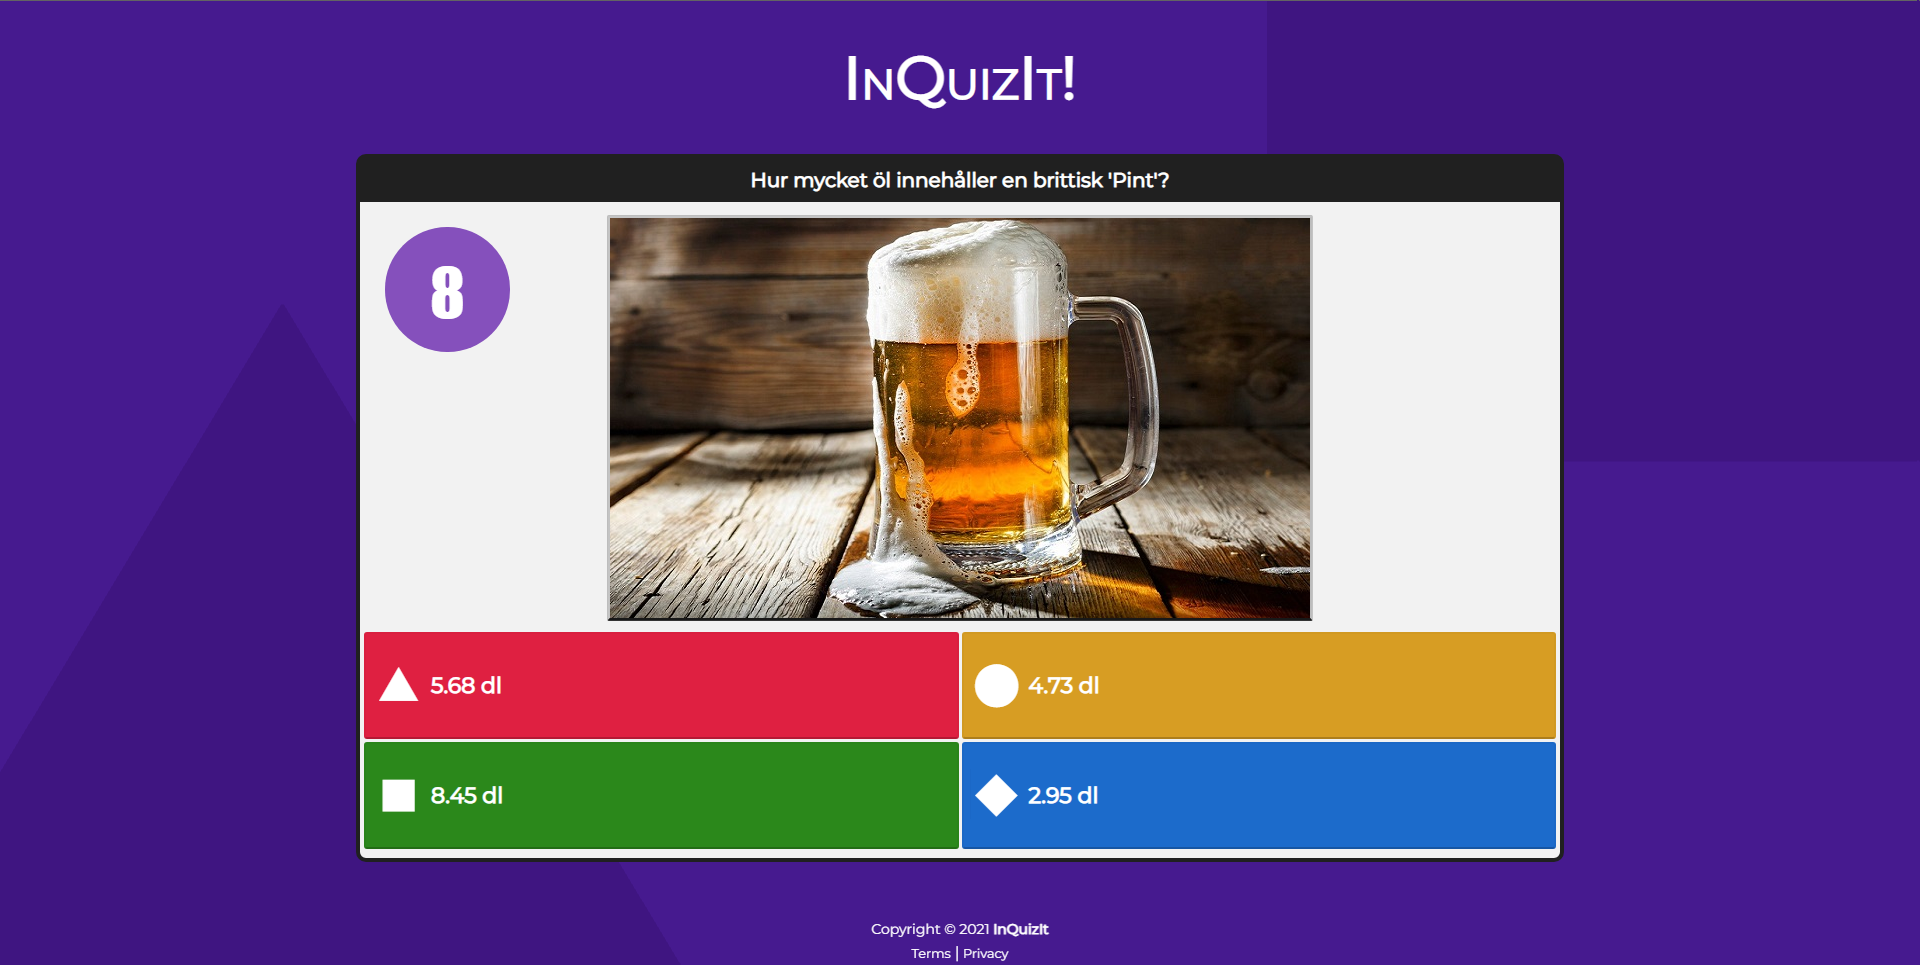 InQuizIt!
Hur mycket öl innehåller en brittisk 'Pint'?
8
5.68 dl
4.73 dl
8.45 dl
2.95 dl
Copyright © 2021 InQuizIt
Terms | Privacy